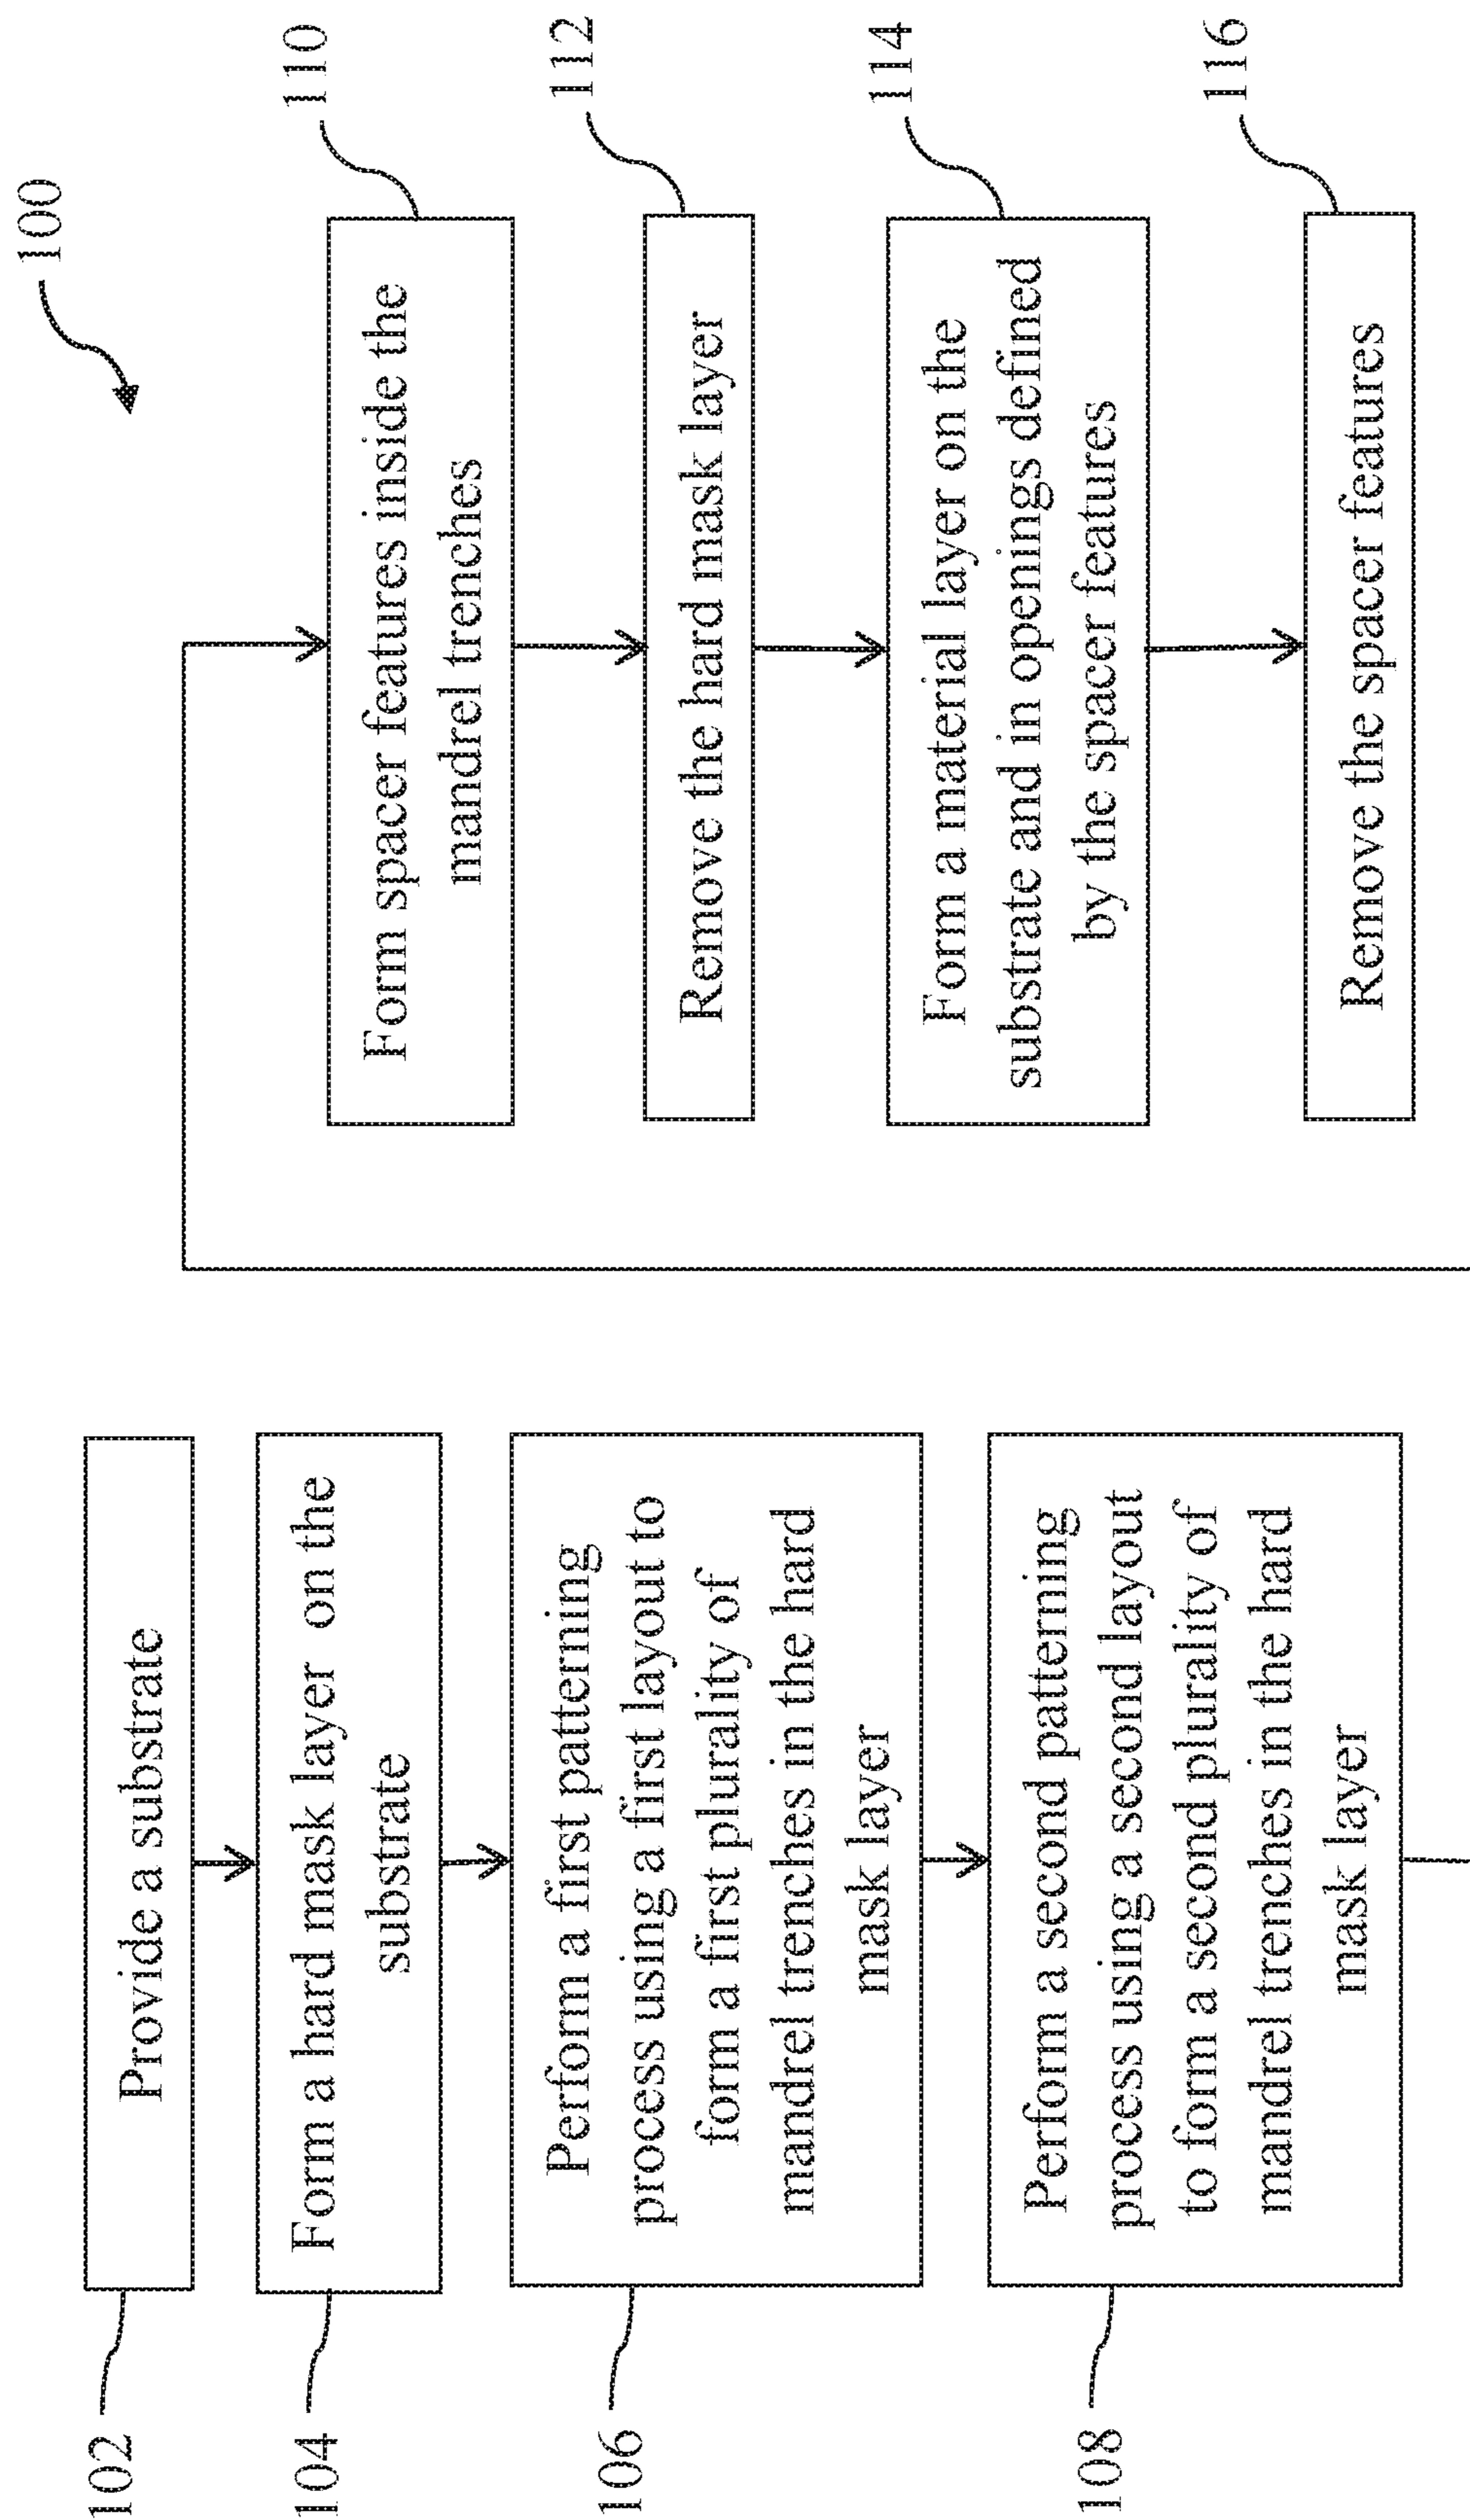 100
102
Provide a substrate
104
Form a hard mask layer on the
substrate
106
Perform a first patterning
process using a first layout to
form a first plurality of
mandrel trenches in the hard
mask layer
108
Perform a second patterning
process using a second layout
to form a second plurality of
mandrel trenches in the hard
mask layer
110
Form spacer features inside the
mandrel trenches
112
Remove the hard mask layer
114
Form a material layer on the
substrate and in openings defined
by the spacer features
116
Remove the spacer features